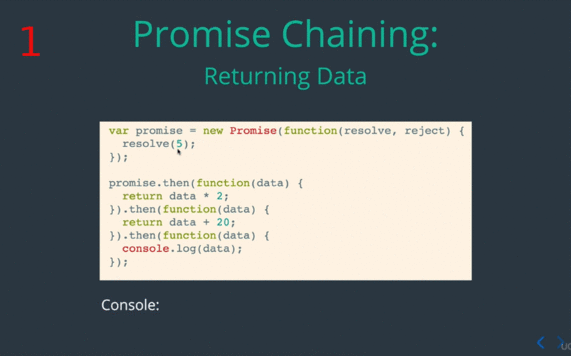 1
Promise Chaining:
Returning Data
var promise = new Promise(function(resolve, reject) {
  resolve(5);
});

promise.then(function(data) {
  return data * 2;
}).then(function(data) {
  return data + 20;
}).then(function(data) {
  console.log(data);
});
Console: